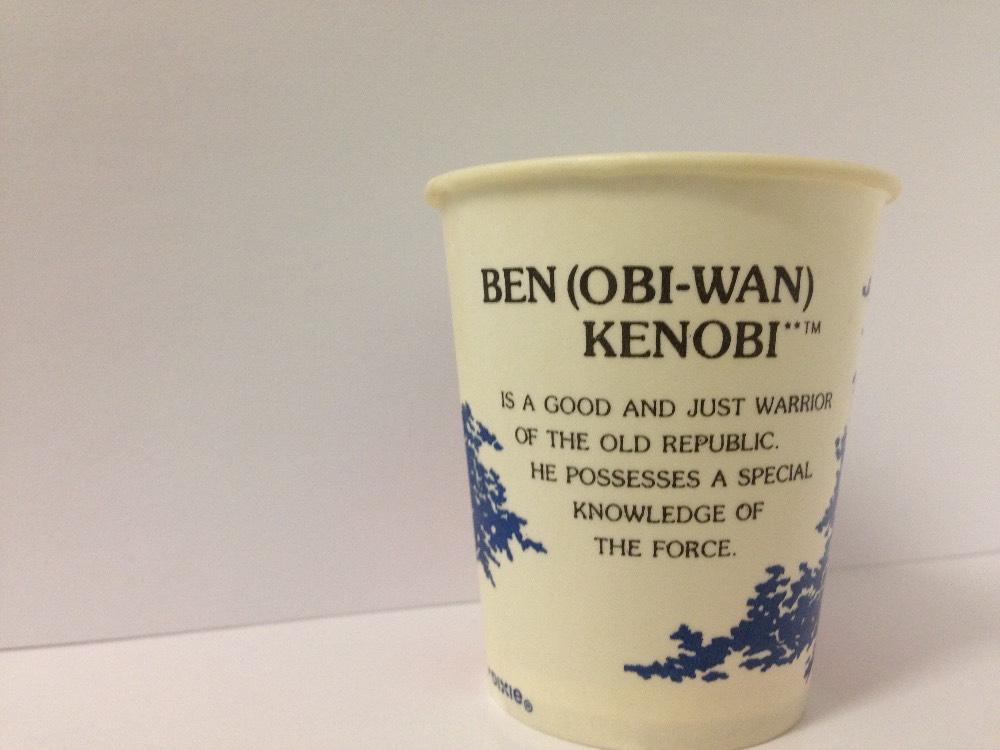 BEN (OBI-WAN)
KENOBI**™
IS A GOOD AND JUST WARRIOR
OF THE OLD REPUBLIC.
HE POSSESSES A SPECIAL
KNOWLEDGE OF
THE FORCE.
Dixie®